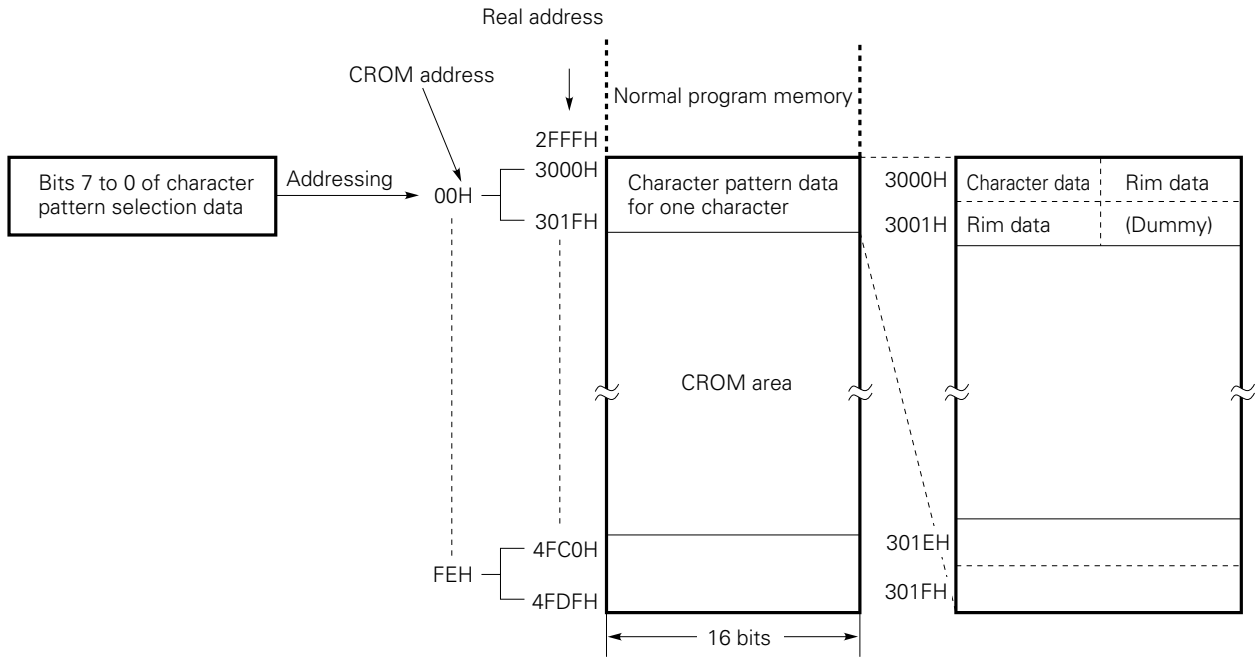 Real address
CROM address
Normal program memory
2FFFH
3000H
Bits 7 to 0 of character
pattern selection data
Addressing
00H
301FH
Character pattern data
for one character
3000H
Character data
Rim data
3001H
Rim data
(Dummy)
CROM area
4FC0H
FEH
4FDFH
301EH
301FH
16 bits